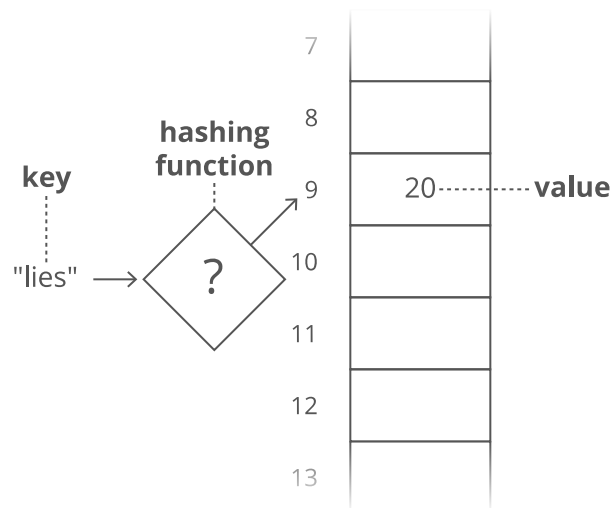 7
8
hashing
function
key
9
20
value
"lies"
?
10
11
12
13